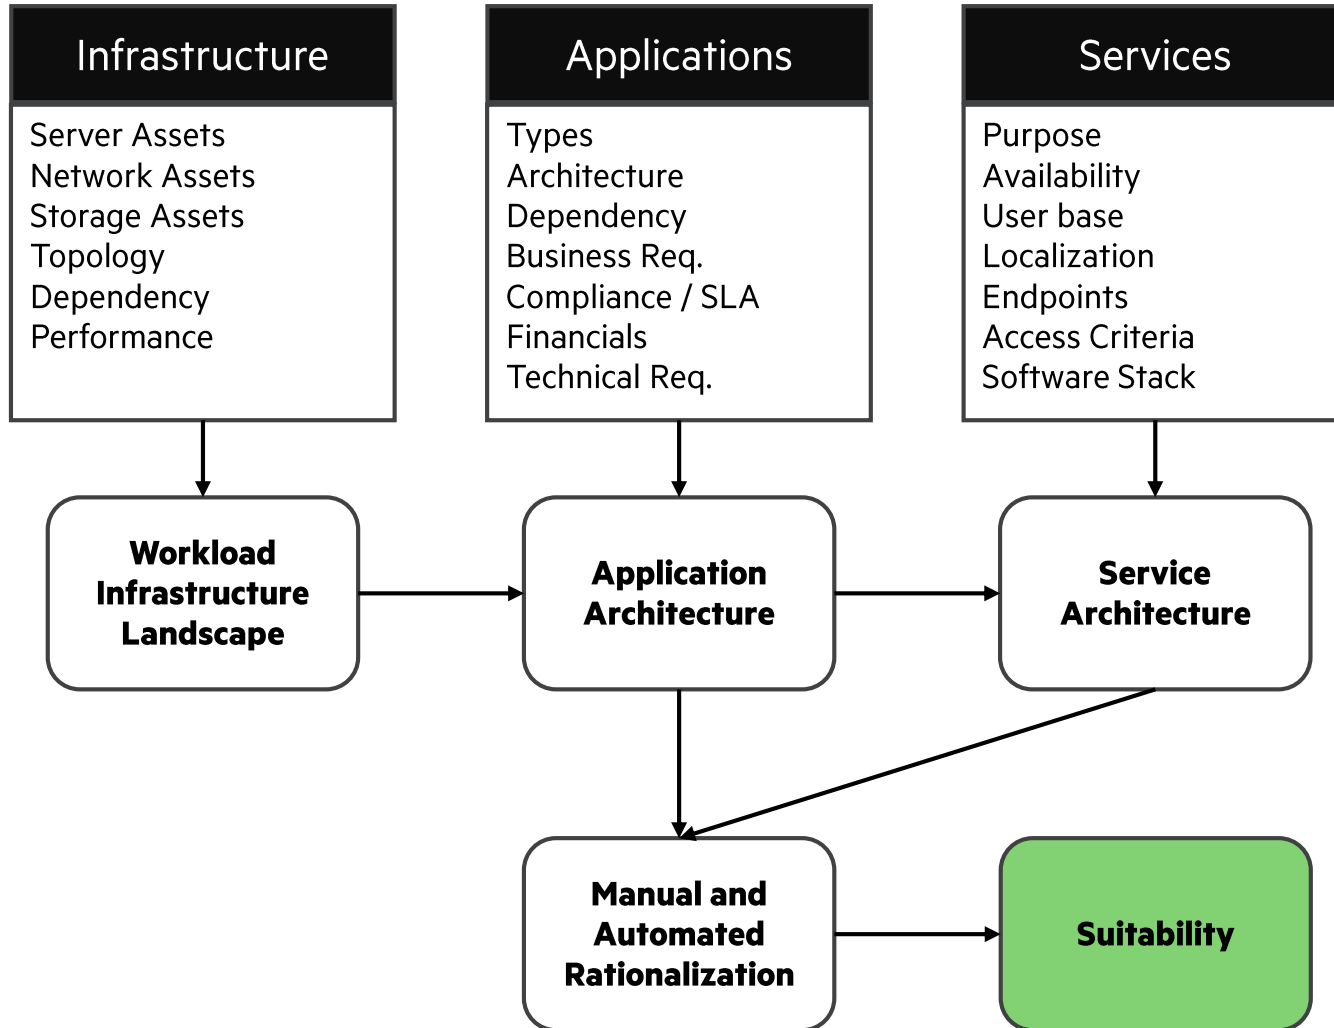 Infrastructure
Server Assets
Network Assets
Storage Assets
Topology
Dependency
Performance
Applications
Types
Architecture
Dependency
Business Req.
Compliance / SLA
Financials
Technical Req.
Services
Purpose
Availability
User base
Localization
Endpoints
Access Criteria
Software Stack
Workload
Infrastructure
Landscape
Application
Architecture
Service
Architecture
Manual and
Automated
Rationalization
Suitability